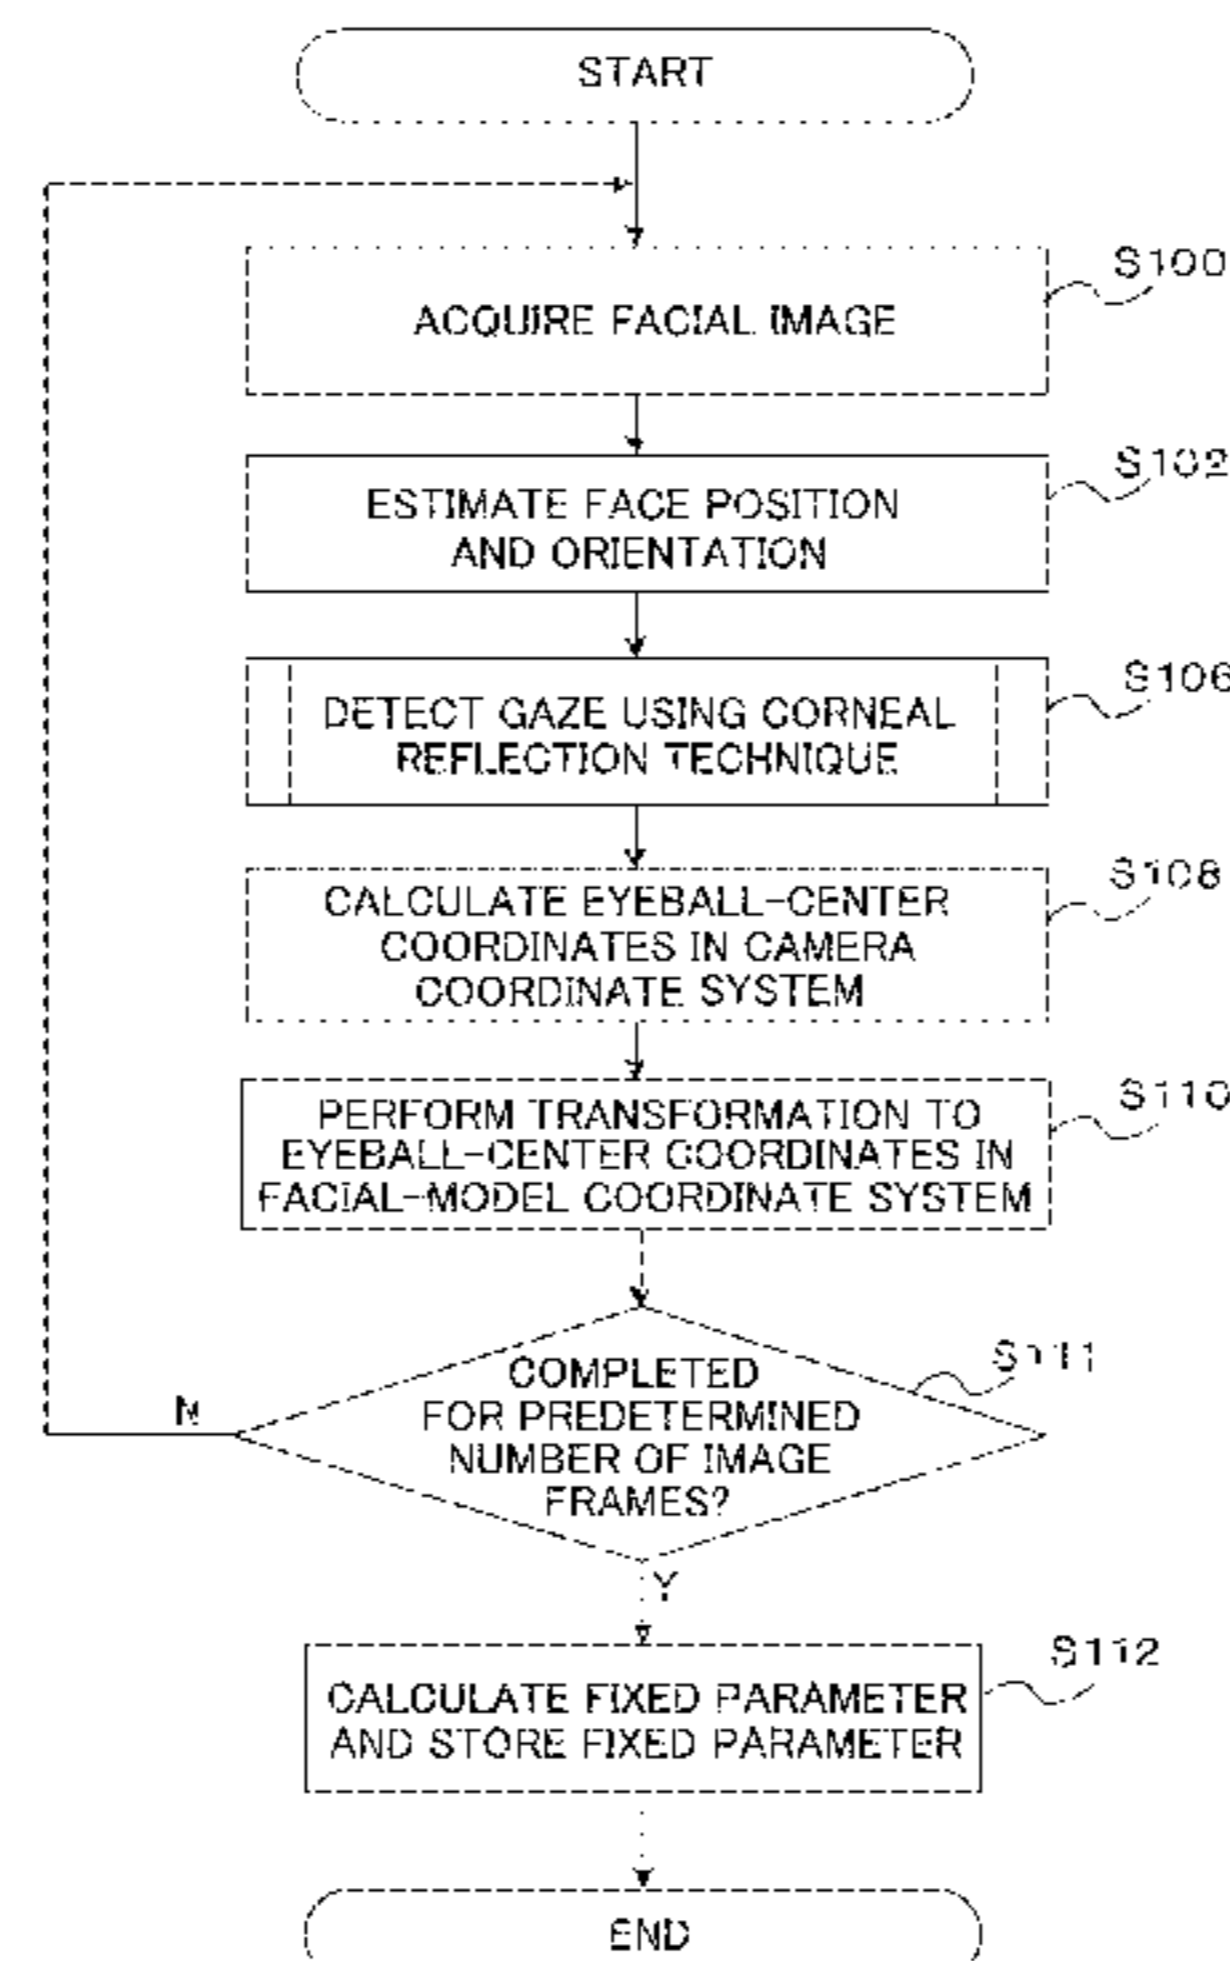 START
S100
ACQUIRE FACIAL IMAGE
S102
ESTIMATE FACE POSITION
AND ORIENTATION
S106
DETECT GAZE USING CORNEAL
REFLECTION TECHNIQUE
S108
CALCULATE EYEBALL-CENTER
COORDINATES IN CAMERA
COORDINATE SYSTEM
S110
PERFORM TRANSFORMATION TO
EYEBALL-CENTER COORDINATES IN
FACIAL-MODEL COORDINATE SYSTEM
S111
COMPLETED
FOR PREDETERMINED
NUMBER OF IMAGE
FRAMES?
N
Y
S112
CALCULATE FIXED PARAMETER
AND STORE FIXED PARAMETER
END